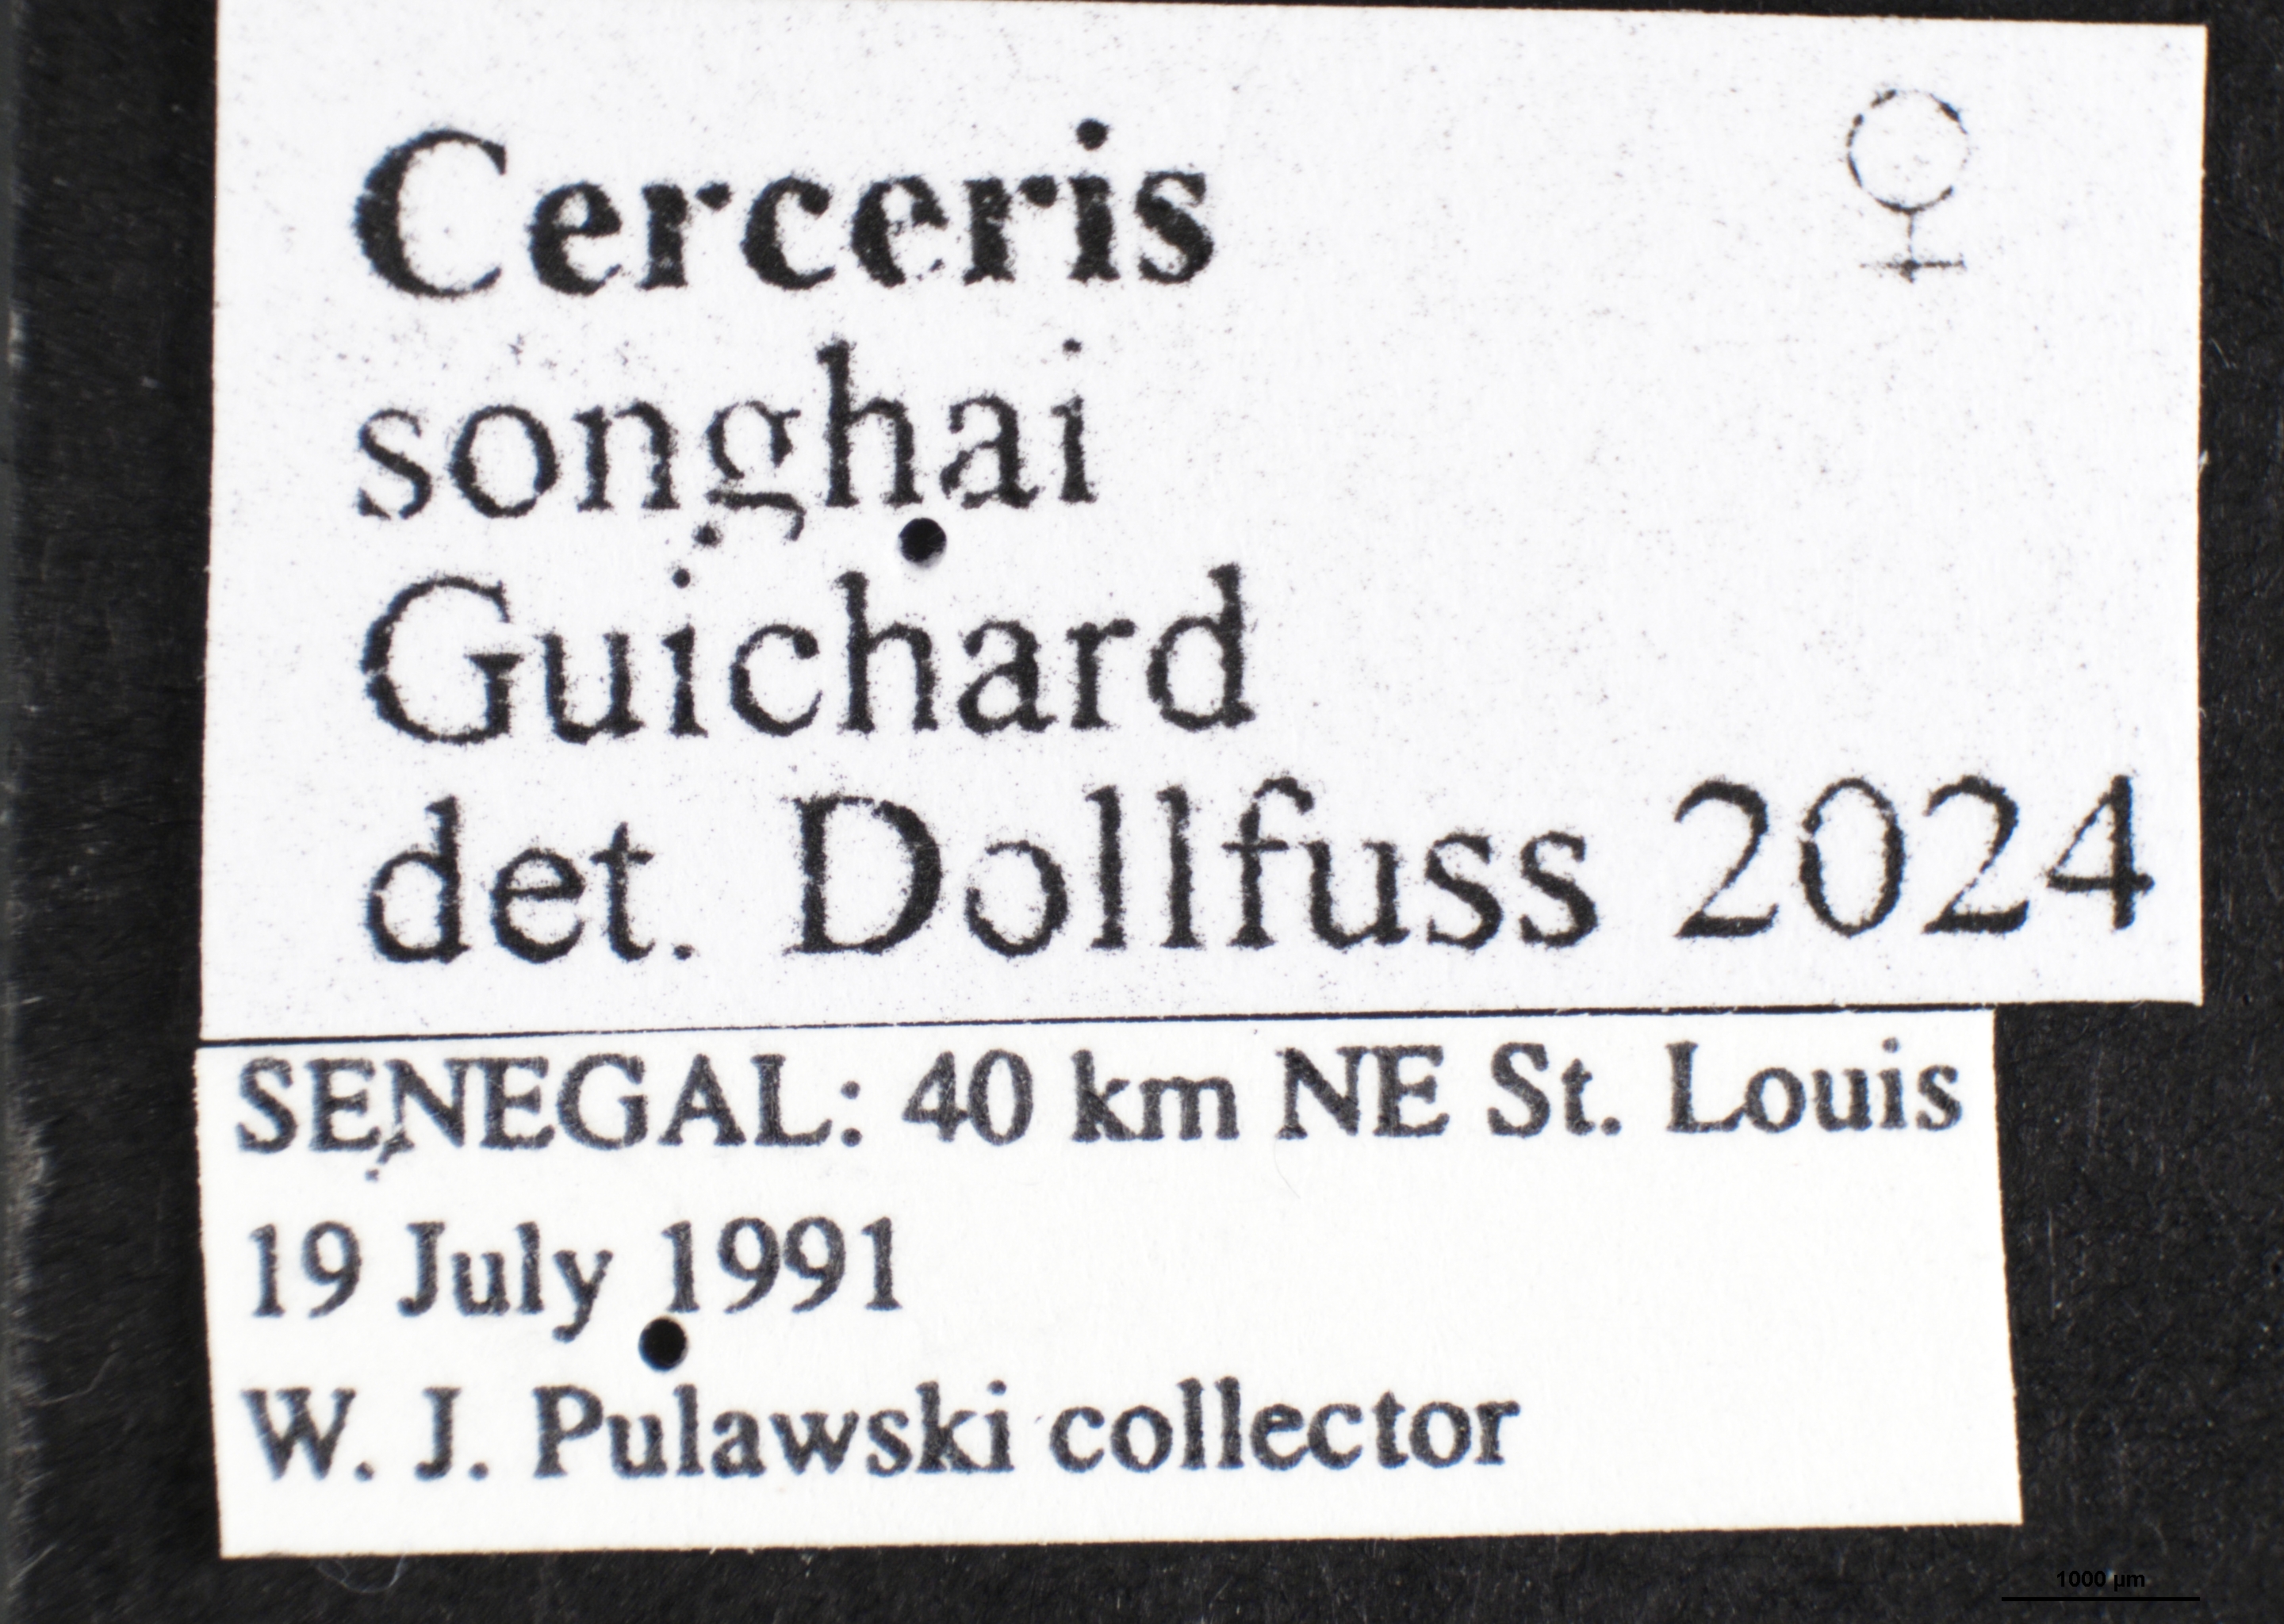 Cerceris ♀
songhai
Guichard
det. Dollfuss 2024
SENEGAL: 40 km NE St. Louis
19 July 1991
W. J. Pulawski collector
1000 µm